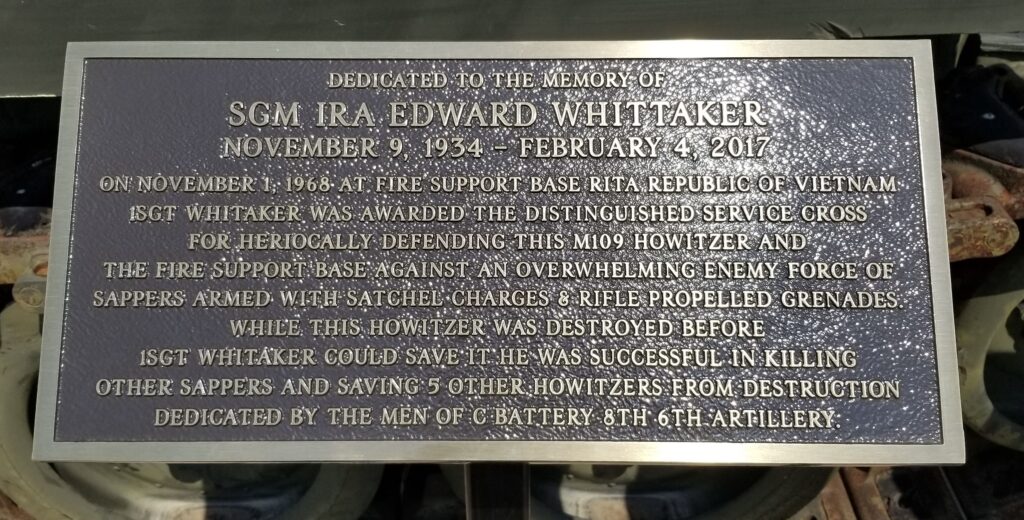 DEDICATED TO THE MEMORY OF
SGM IRA EDWARD WHITTAKER
NOVEMBER 9, 1934 - FEBRUARY 4, 2017
ON NOVEMBER 1, 1968 AT FIRE SUPPORT BASE RITA REPUBLIC OF VIETNAM
1SGT WHITAKER WAS AWARDED THE DISTINGUISHED SERVICE CROSS
FOR HERIOCALLY DEFENDING THIS M109 HOWITZER AND
THE FIRE SUPPORT BASE AGAINST AN OVERWHELMING ENEMY FORCE OF
SAPPERS ARMED WITH SATCHEL CHARGES & RIFLE PROPELLED GRENADES.
WHILE THIS HOWITZER WAS DESTROYED BEFORE
1SGT WHITAKER COULD SAVE IT HE WAS SUCCESSFUL IN KILLING
OTHER SAPPERS AND SAVING 5 OTHER HOWITZERS FROM DESTRUCTION
DEDICATED BY THE MEN OF C BATTERY 8TH 6TH ARTILLERY.